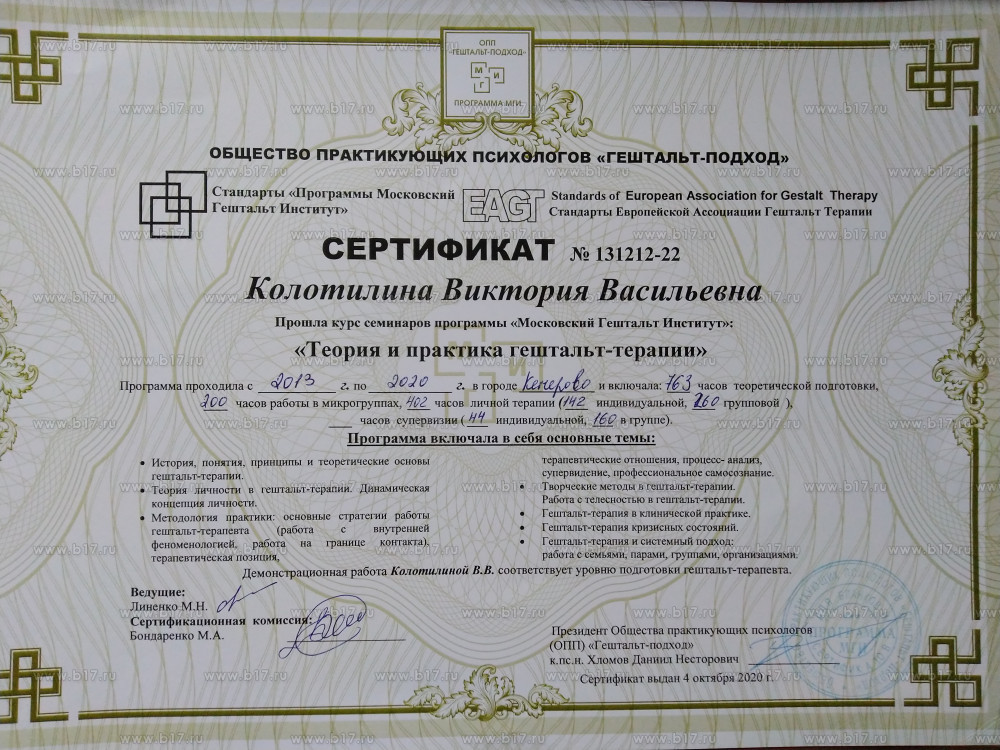 ОПП
«ГЕШТАЛЬТ-ПОДХОД»
М И Г
ПРОГРАММА МГИ
ОБЩЕСТВО ПРАКТИКУЮЩИХ ПСИХОЛОГОВ «ГЕШТАЛЬТ-ПОДХОД»
Стандарты «Программы Московский
Гештальт Институт»
EAGT
Standards of European Association for Gestalt Therapy
Стандарты Европейской Ассоциации Гештальт Терапии
СЕРТИФИКАТ № 131212-22
Колотилина Виктория Васильевна
Прошла курс семинаров программы «Московский Гештальт Институт»:
«Теория и практика гештальт-терапии»
Программа проходила с 2013 г. по 2020 г. в городе Кемерово и включала: 763 часов теоретической подготовки,
200 часов работы в микрогруппах, 402 часов личной терапии (142 индивидуальной, 260 групповой ),
часов супервизии ( 44 индивидуальной, 160 в группе).
Программа включала в себя основные темы:
• История, понятия, принципы и теоретические основы
гештальт-терапии.
• Теория личности в гештальт-терапии. Динамическая
концепция личности.
• Методология практики: основные стратегии работы
гештальт-терапевта (работа с внутренней
феноменологией, работа на границе контакта),
терапевтическая позиция,
терапевтические отношения, процесс- анализ,
супервидение, профессиональное самосознание.
• Творческие методы в гештальт-терапии.
Работа с телесностью в гештальт-терапии.
• Гештальт-терапия в клинической практике.
• Гештальт-терапия кризисных состояний.
• Гештальт-терапия и системный подход:
работа с семьями, парами, группами, организациями.
Демонстрационная работа Колотилиной В.В. соответствует уровню подготовки гештальт-терапевта.
Ведущие:
Линенко М.Н.
Сертификационная комиссия:
Бондаренко М.А.
Президент Общества практикующих психологов
(ОПП) «Гештальт-подход»
к.пс.н. Хломов Даниил Несторович
Сертификат выдан 4 октября 2020 г.
ПРОГРАММА
МГИ
www.b17.ru